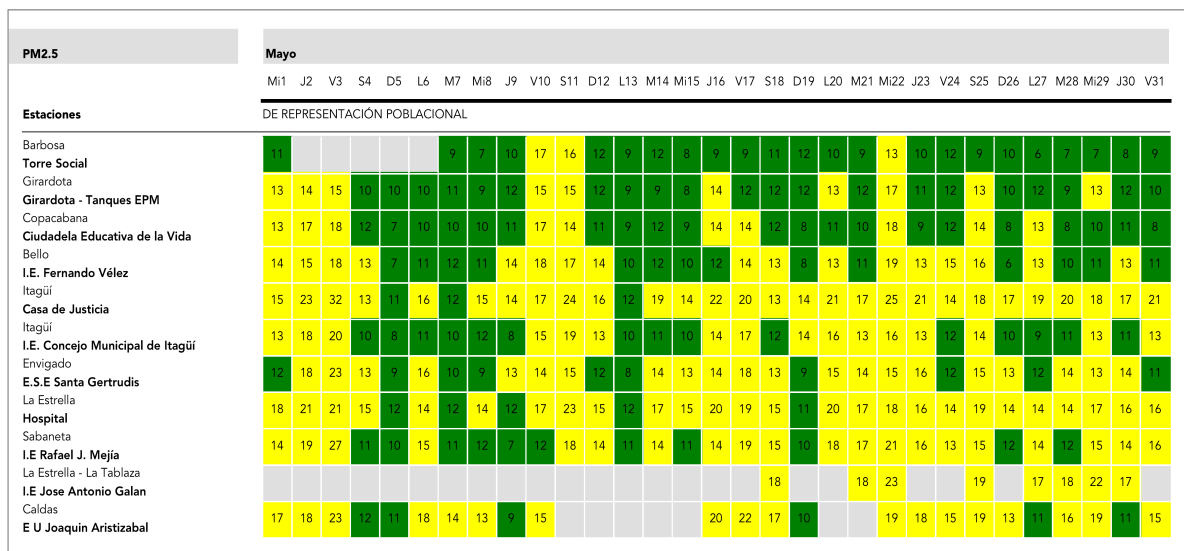 PM2.5 Mayo
Mi1 J2 V3 S4 D5 L6 M7 Mi8 J9 V10 S11 D12 L13 M14 Mi15 J16 V17 S18 D19 L20 M21 Mi22 J23 V24 S25 D26 L27 M28 Mi29 J30 V31
Estaciones DE REPRESENTACIÓN POBLACIONAL
Barbosa
Torre Social
11 9 7 10 17 16 12 9 12 8 9 9 11 12 10 9 13 10 12 9 10 6 7 7 8 9
Girardota
Girardota - Tanques EPM
13 14 15 10 10 10 11 9 12 15 15 12 9 9 8 14 12 12 12 13 12 17 11 12 13 10 12 9 13 12 10
Copacabana
Ciudadela Educativa de la Vida
13 17 18 12 7 10 10 10 11 17 14 11 9 12 9 14 14 12 8 11 10 18 9 12 14 8 13 8 10 11 8
Bello
I.E. Fernando Vélez
14 15 18 13 7 11 12 11 14 18 17 14 10 12 10 12 14 13 8 13 11 19 13 15 16 6 13 10 11 13 11
Itagüí
Casa de Justicia
15 23 32 13 11 16 12 15 14 17 24 16 12 19 14 22 20 13 14 21 17 25 21 14 18 17 19 20 18 17 21
Itagüí
I.E. Concejo Municipal de Itagüí
13 18 20 10 8 11 10 12 8 15 19 13 10 11 10 14 17 12 14 16 13 16 13 12 14 10 9 11 13 11 13
Envigado
E.S.E Santa Gertrudis
12 18 23 13 9 16 10 9 13 14 15 12 8 14 13 14 18 13 9 15 14 15 16 12 15 13 12 14 13 14 11
La Estrella
Hospital
18 21 21 15 12 14 12 14 12 17 23 15 12 17 15 20 19 15 11 20 17 18 16 14 19 14 14 14 17 16 16
Sabaneta
I.E Rafael J. Mejía
14 19 27 11 10 15 11 12 7 12 18 14 11 14 11 14 19 15 10 18 17 21 16 13 15 12 14 12 15 14 16
La Estrella - La Tablaza
I.E Jose Antonio Galan
18 18 23 19 17 18 22 17
Caldas
E U Joaquin Aristizabal
17 18 23 12 11 18 14 13 9 15 20 22 17 10 19 18 15 19 13 11 16 19 11 15